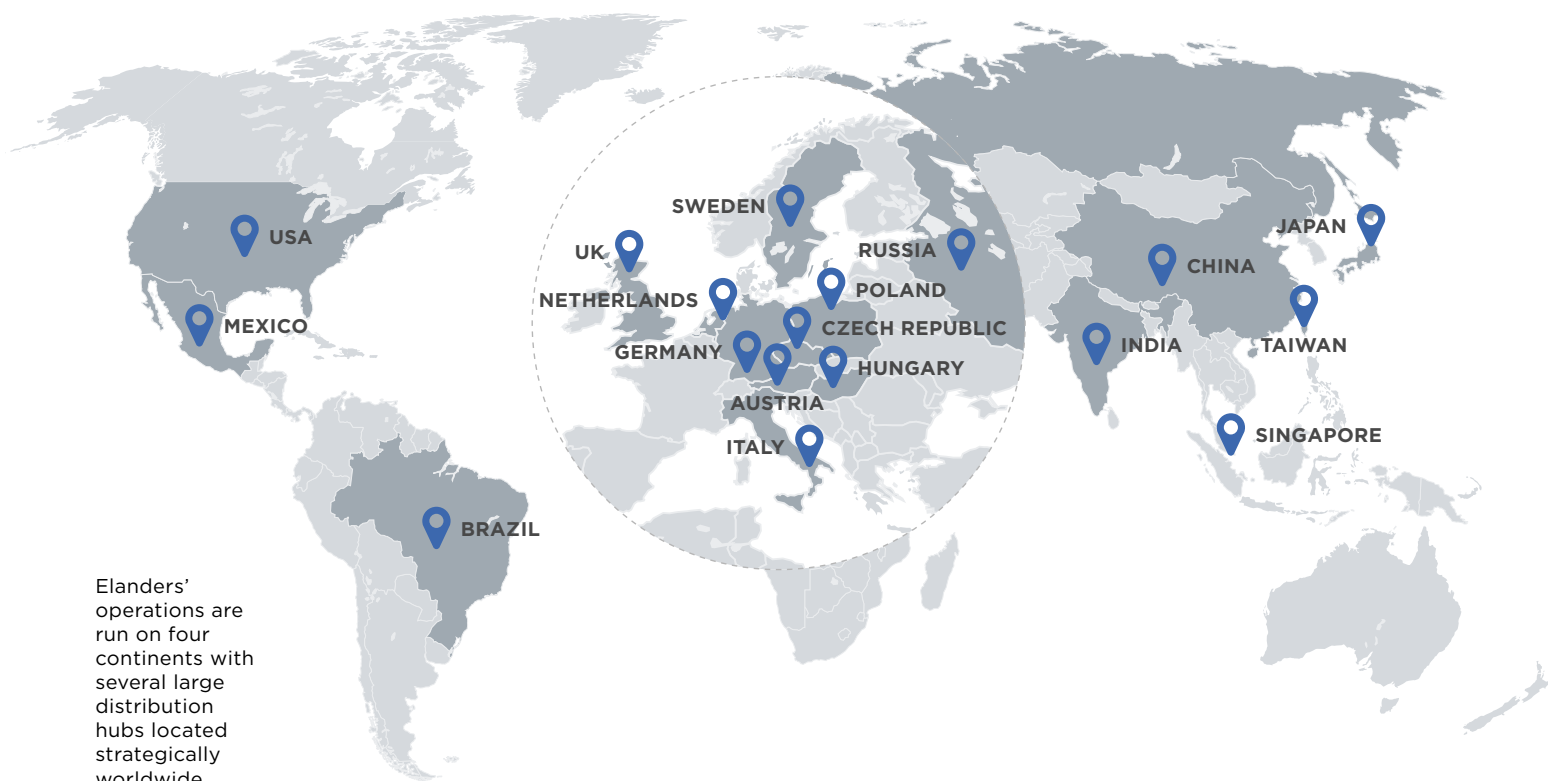 SWEDEN
USA
UK
RUSSIA
JAPAN
CHINA
NETHERLANDS
POLAND
MEXICO
CZECH REPUBLIC
GERMANY
INDIA
TAIWAN
HUNGARY
AUSTRIA
ITALY
SINGAPORE
BRAZIL
Elanders’
operations are
run on four
continents with
several large
distribution
hubs located
strategically
worldwide